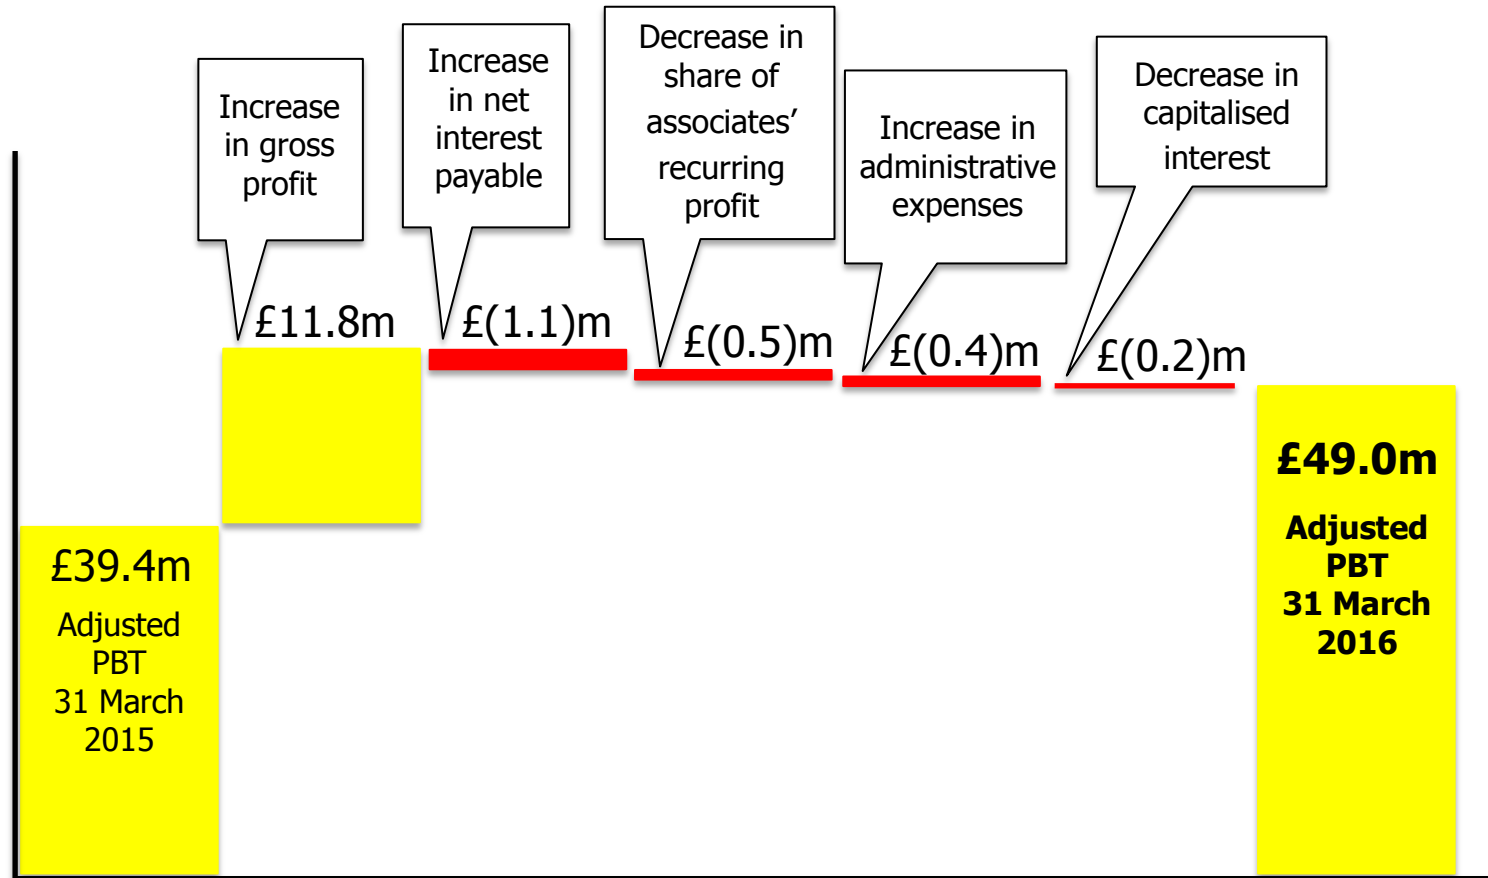 Increase
in gross
profit
Increase
in net
interest
payable
Decrease in
share of
associates’
recurring
profit
Increase in
administrative
expenses
Decrease in
capitalised
interest
£11.8m
£(1.1)m
£(0.5)m
£(0.4)m
£(0.2)m
£39.4m
Adjusted
PBT
31 March
2015
£49.0m
Adjusted
PBT
31 March
2016